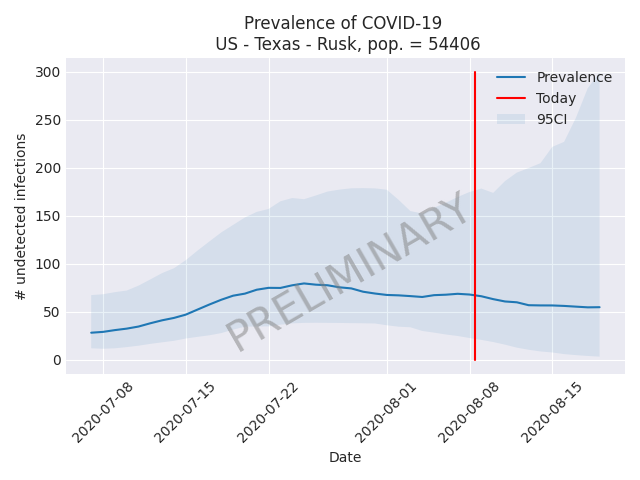 Prevalence of COVID-19
US - Texas - Rusk, pop. = 54406
300
250
200
150
100
50
0
# undetected infections
Prevalence
Today
95CI
PRELIMINARY
2020-07-08
2020-07-15
2020-07-22
2020-08-01
2020-08-08
2020-08-15
Date